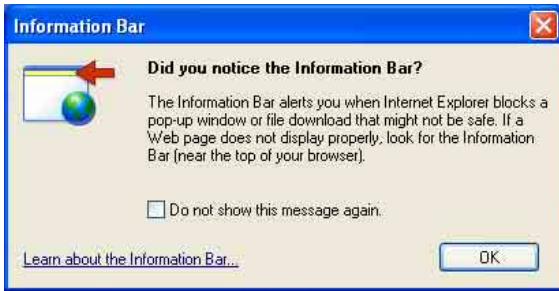 Information Bar
Did you notice the Information Bar?
The Information Bar alerts you when Internet Explorer blocks a
pop-up window or file download that might not be safe. If a
Web page does not display properly, look for the Information
Bar (near the top of your browser).
Do not show this message again.
Learn about the Information Bar...
OK